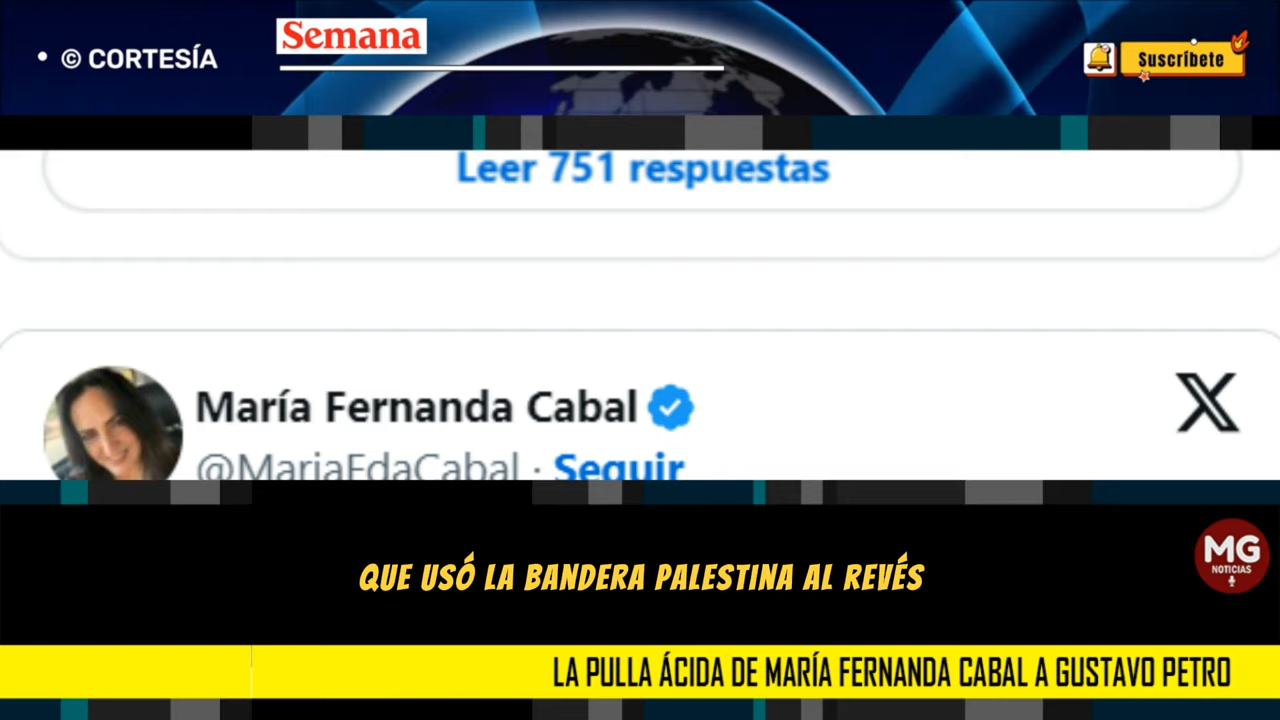 • © CORTESÍA
Semana
Suscríbete
Leer 751 respuestas
María Fernanda Cabal
@MariaFdaCabal · Seguir
QUE USÓ LA BANDERA PALESTINA AL REVÉS
MG
NOTICIAS
LA PULLA ÁCIDA DE MARÍA FERNANDA CABAL A GUSTAVO PETRO